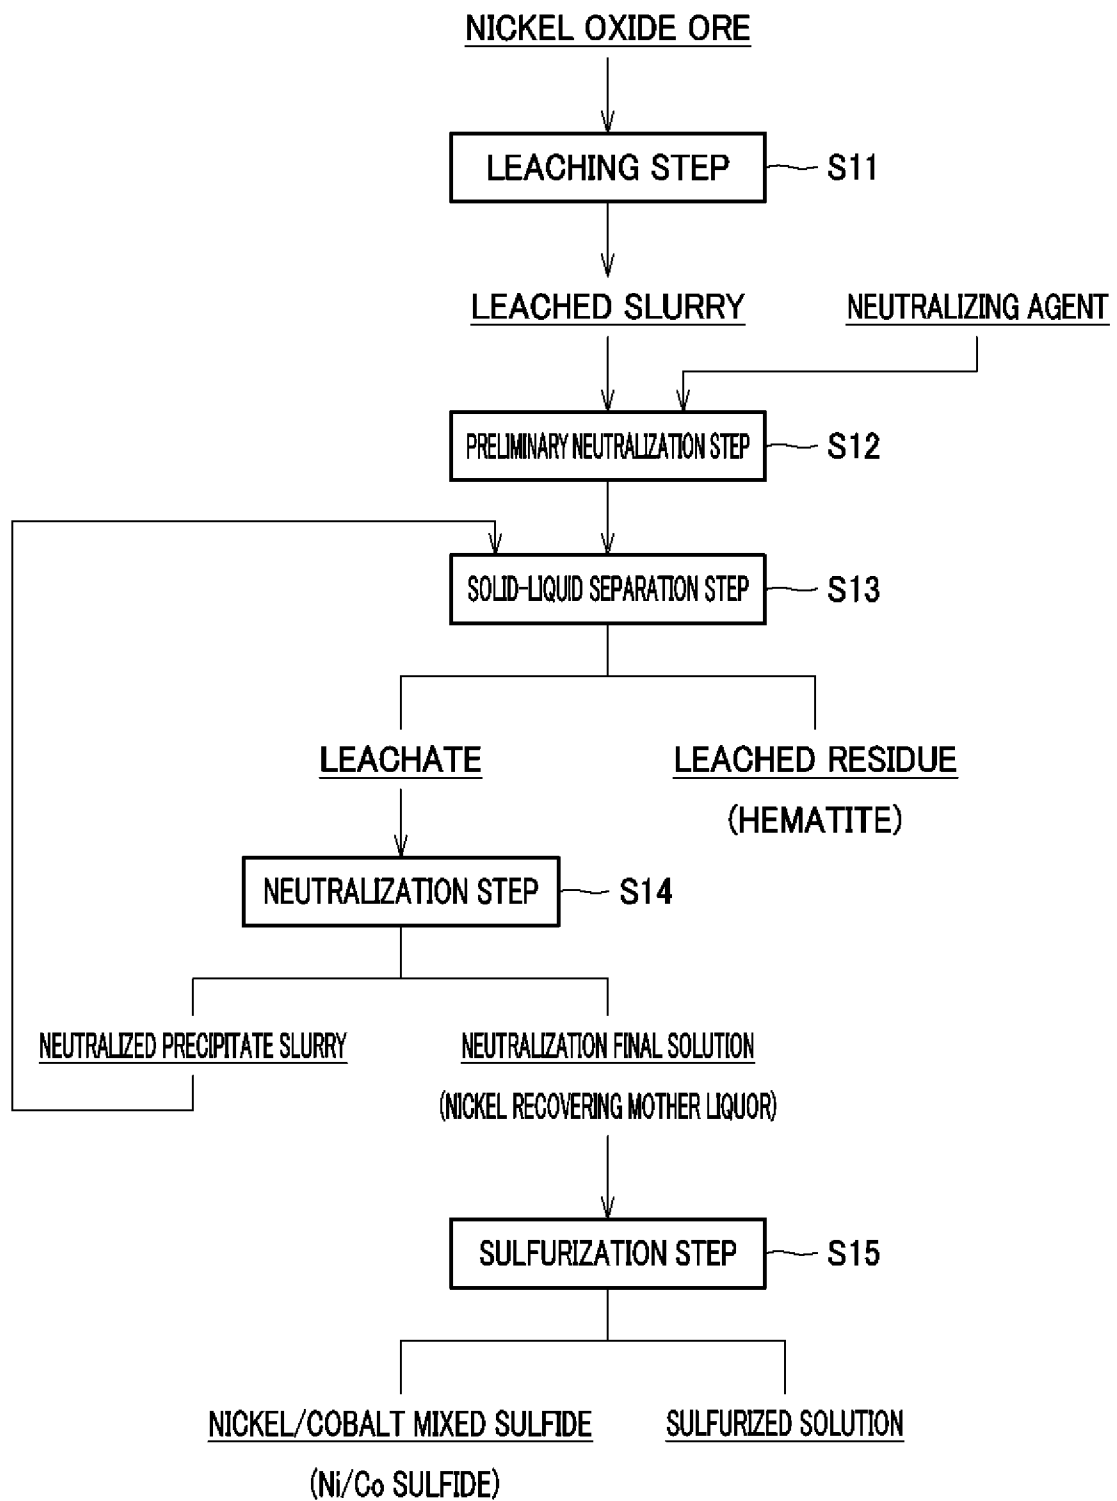 NICKEL OXIDE ORE
LEACHING STEP
S11
LEACHED SLURRY
NEUTRALIZING AGENT
PRELIMINARY NEUTRALIZATION STEP
S12
SOLID-LIQUID SEPARATION STEP
S13
LEACHATE
LEACHED RESIDUE
(HEMATITE)
NEUTRALIZATION STEP
S14
NEUTRALIZED PRECIPITATE SLURRY
NEUTRALIZATION FINAL SOLUTION
(NICKEL RECOVERING MOTHER LIQUOR)
SULFURIZATION STEP
S15
NICKEL/COBALT MIXED SULFIDE
(Ni/Co SULFIDE)
SULFURIZED SOLUTION